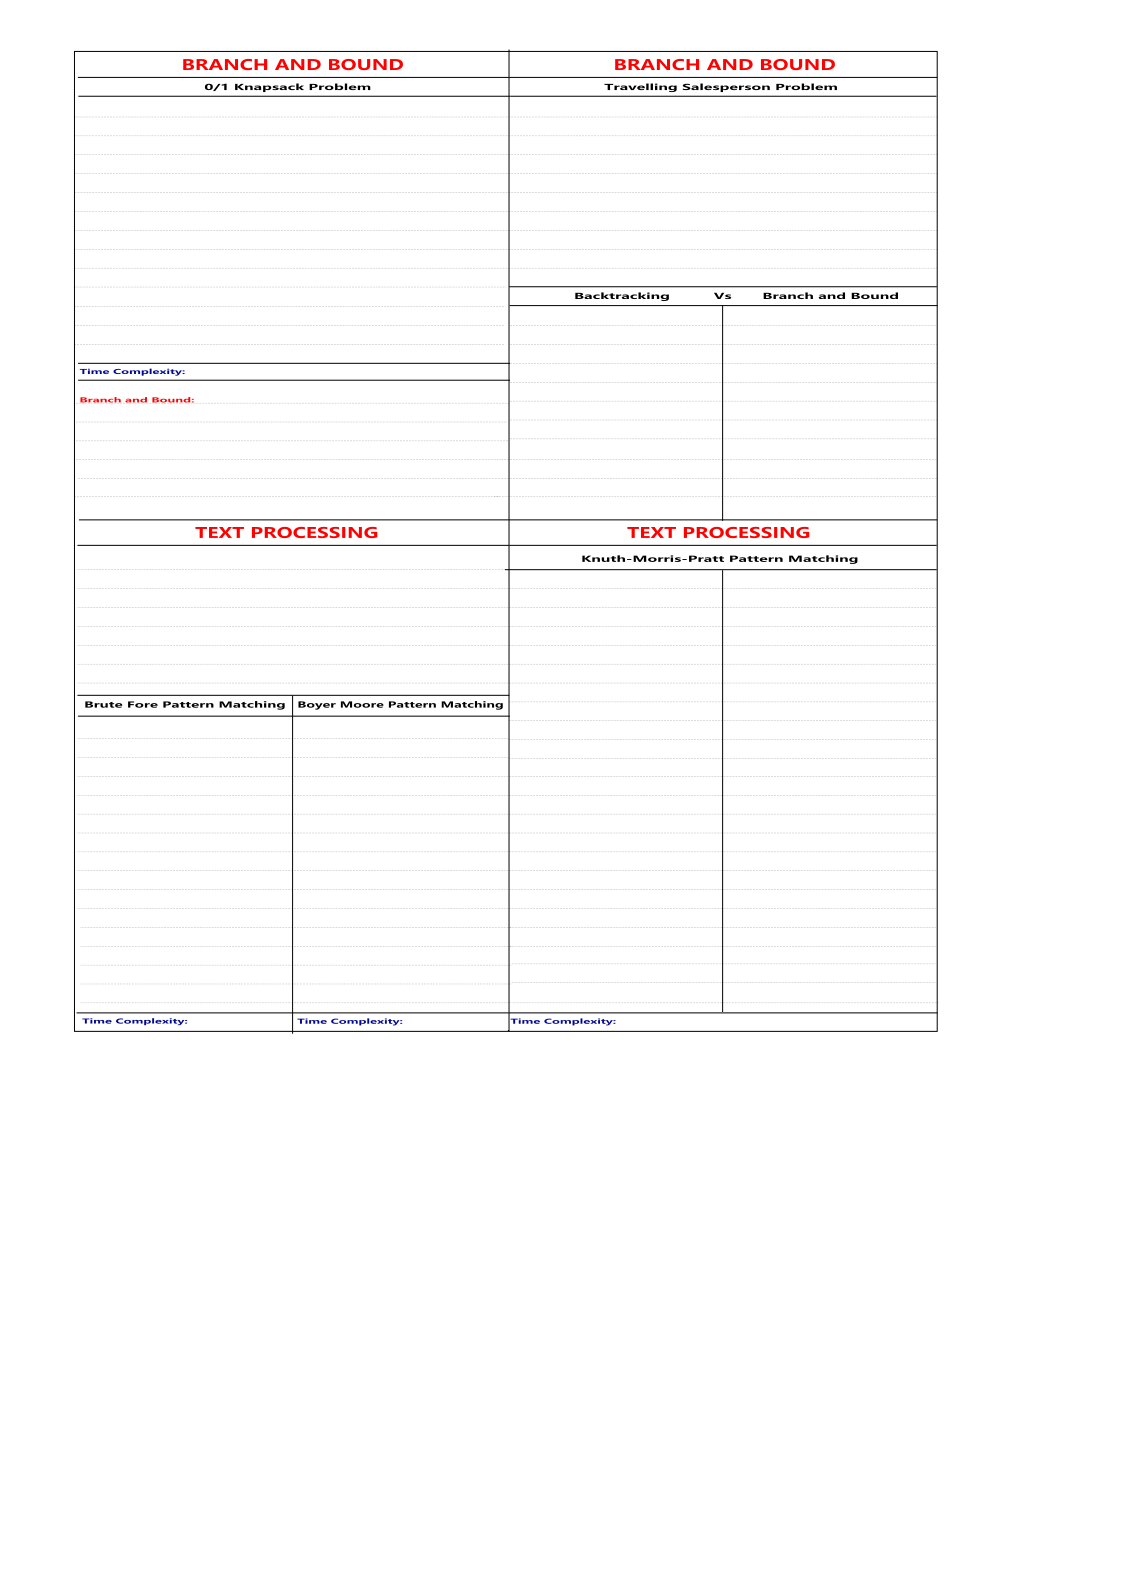 BRANCH AND BOUND
0/1 Knapsack Problem
Time Complexity:
Branch and Bound:
BRANCH AND BOUND
Travelling Salesperson Problem
Backtracking Vs Branch and Bound
TEXT PROCESSING
Brute Fore Pattern Matching
Boyer Moore Pattern Matching
Time Complexity:
Time Complexity:
TEXT PROCESSING
Knuth-Morris-Pratt Pattern Matching
Time Complexity: